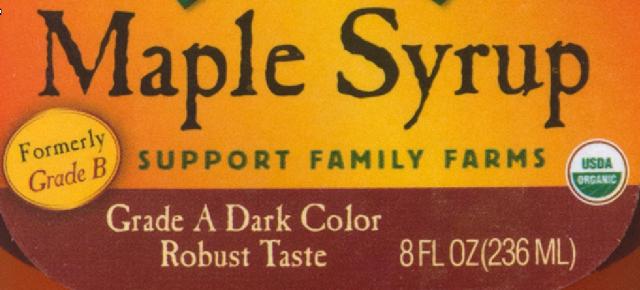 Maple Syrup
Formerly
Grade B
SUPPORT FAMILY FARMS
USDA
ORGANIC
Grade A Dark Color
Robust Taste
8 FL OZ(236 ML)